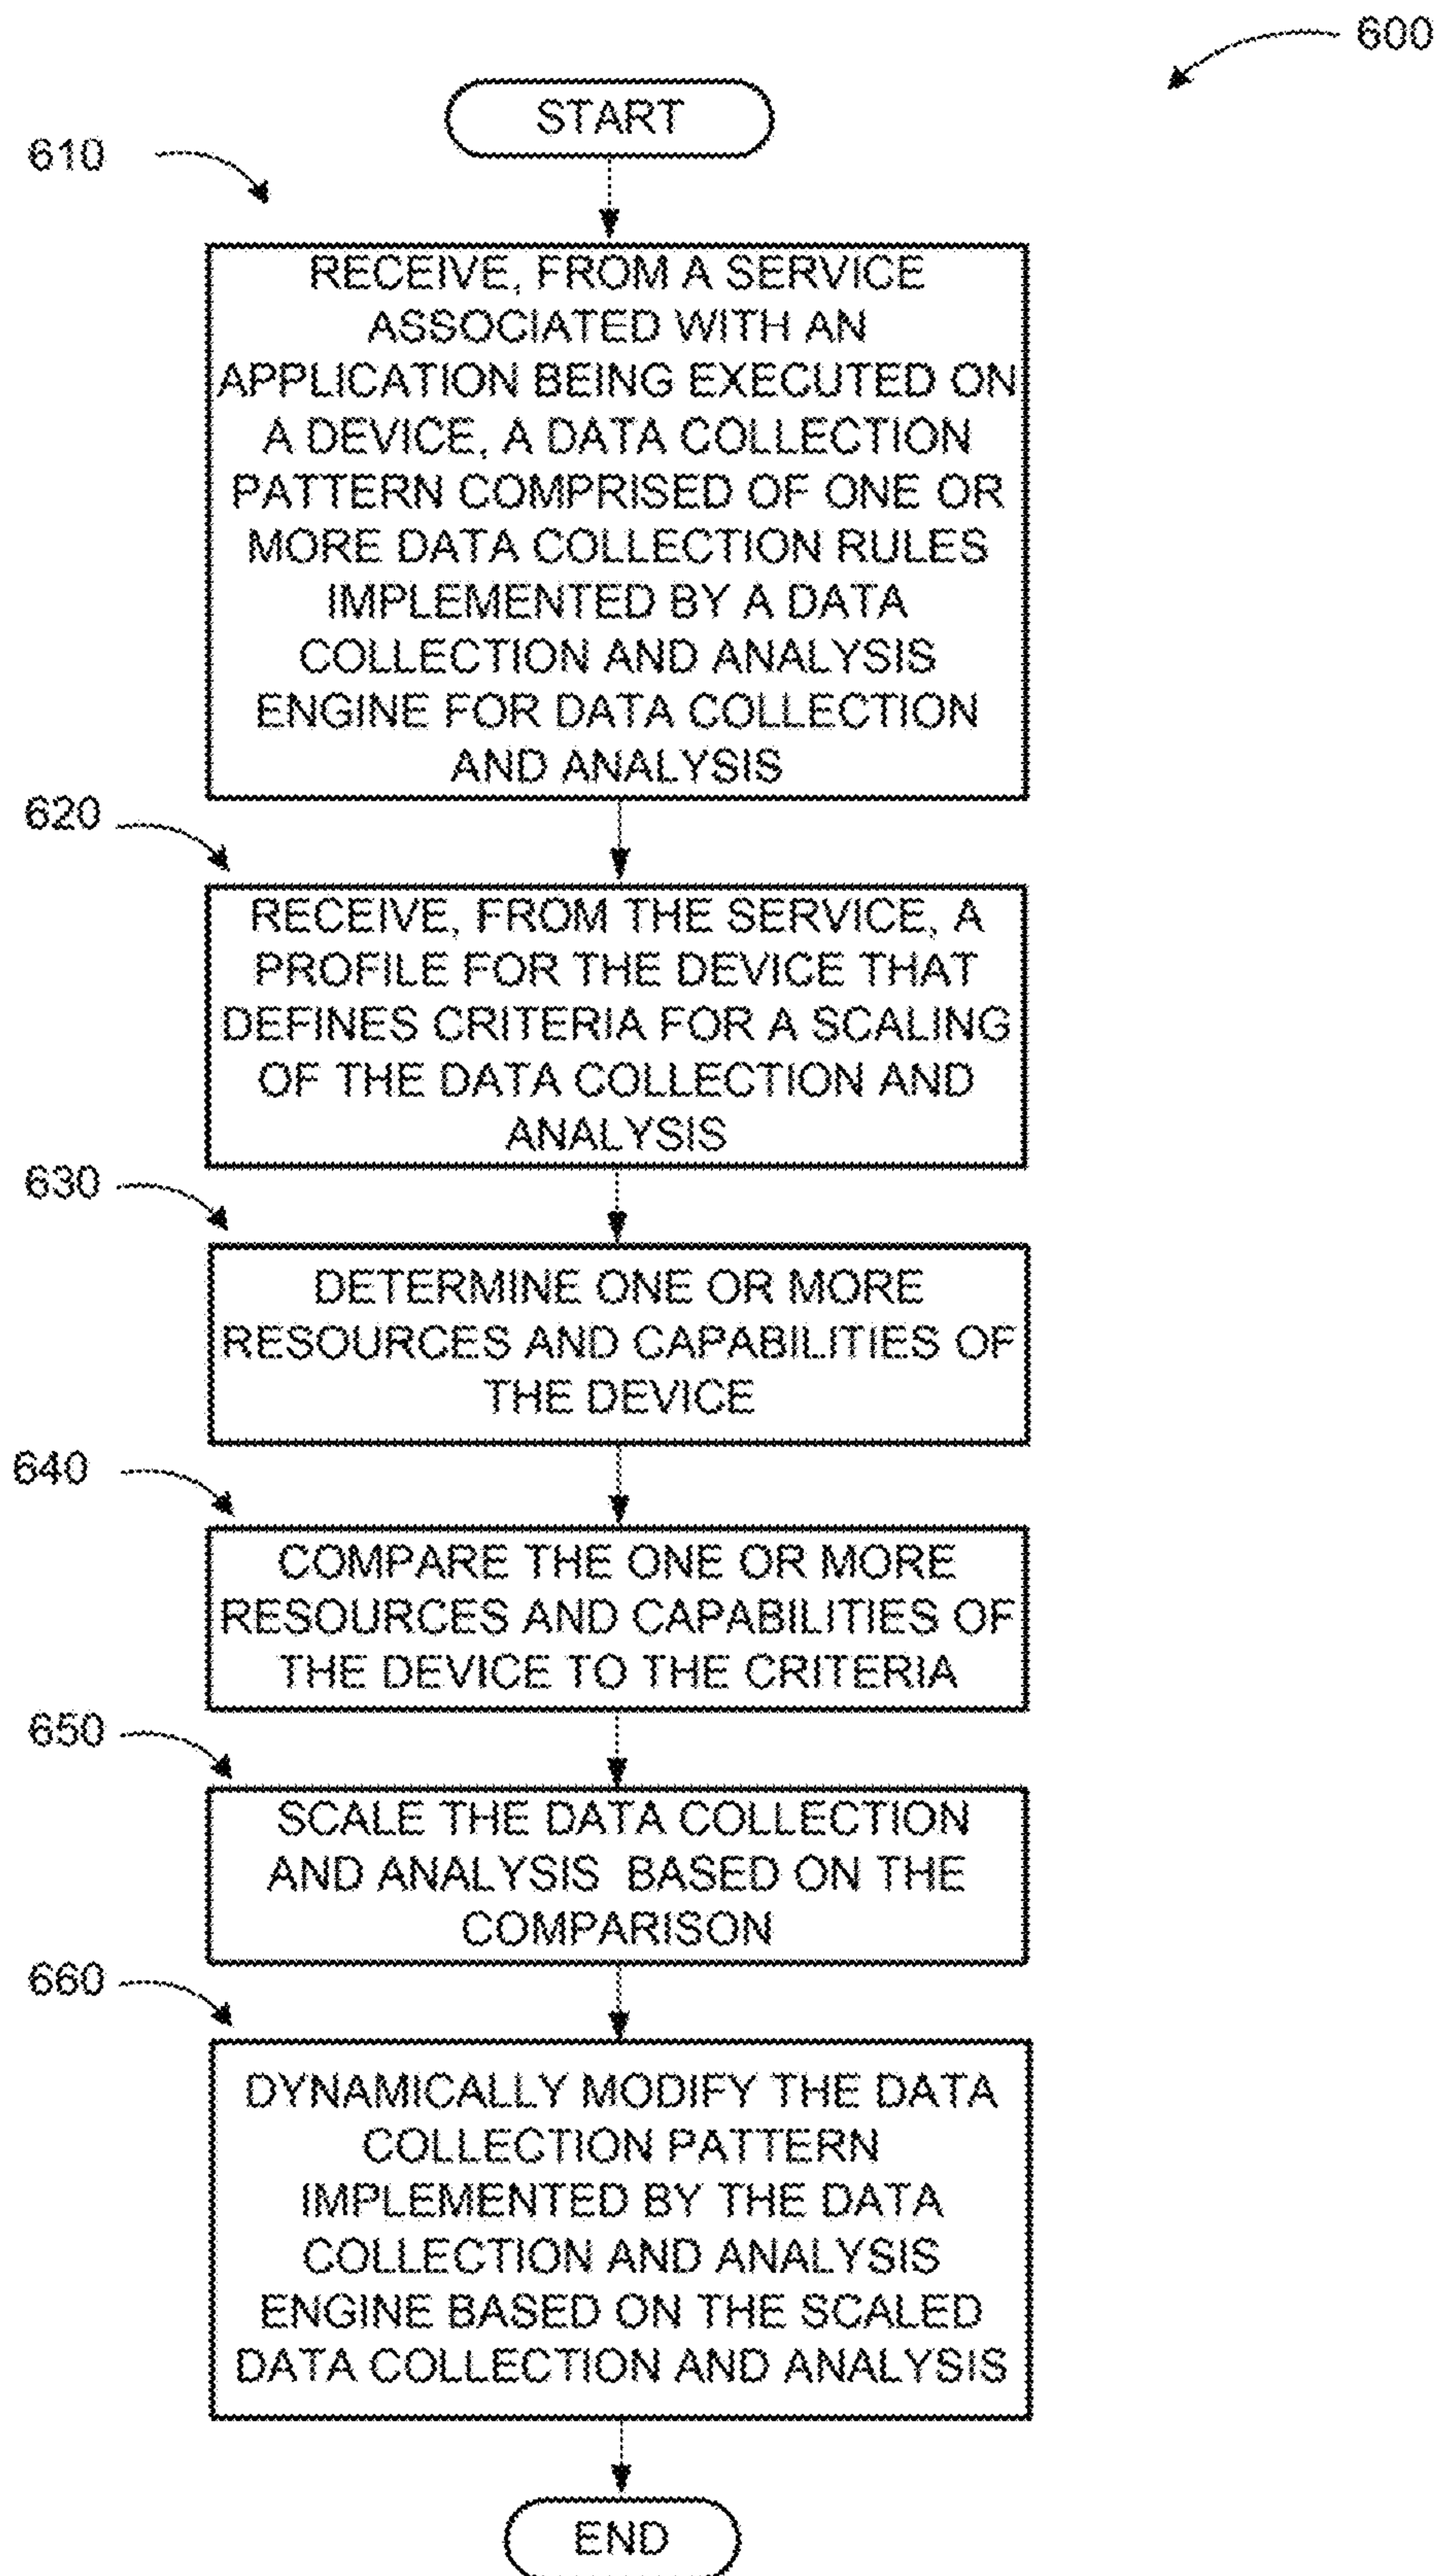 600
START
610
RECEIVE, FROM A SERVICE
ASSOCIATED WITH AN
APPLICATION BEING EXECUTED ON
A DEVICE, A DATA COLLECTION
PATTERN COMPRISED OF ONE OR
MORE DATA COLLECTION RULES
IMPLEMENTED BY A DATA
COLLECTION AND ANALYSIS
ENGINE FOR DATA COLLECTION
AND ANALYSIS
620
RECEIVE, FROM THE SERVICE, A
PROFILE FOR THE DEVICE THAT
DEFINES CRITERIA FOR A SCALING
OF THE DATA COLLECTION AND
ANALYSIS
630
DETERMINE ONE OR MORE
RESOURCES AND CAPABILITIES OF
THE DEVICE
640
COMPARE THE ONE OR MORE
RESOURCES AND CAPABILITIES OF
THE DEVICE TO THE CRITERIA
650
SCALE THE DATA COLLECTION
AND ANALYSIS BASED ON THE
COMPARISON
660
DYNAMICALLY MODIFY THE DATA
COLLECTION PATTERN
IMPLEMENTED BY THE DATA
COLLECTION AND ANALYSIS
ENGINE BASED ON THE SCALED
DATA COLLECTION AND ANALYSIS
END